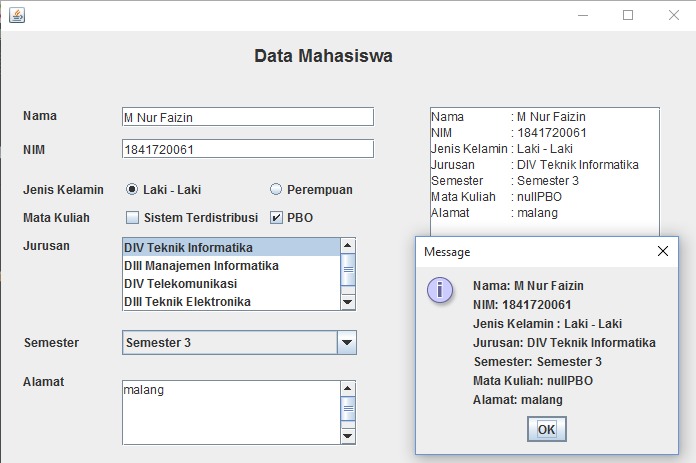 Data Mahasiswa
Nama M Nur Faizin
NIM 1841720061
Jenis Kelamin Laki - Laki Perempuan
Mata Kuliah Sistem Terdistribusi PBO
Jurusan DIV Teknik Informatika
DIII Manajemen Informatika
DIV Telekomunikasi
DIII Teknik Elektronika
Semester Semester 3
Alamat malang
Nama : M Nur Faizin
NIM : 1841720061
Jenis Kelamin : Laki - Laki
Jurusan : DIV Teknik Informatika
Semester : Semester 3
Mata Kuliah : nullPBO
Alamat : malang
Message
Nama: M Nur Faizin
NIM: 1841720061
Jenis Kelamin : Laki - Laki
Jurusan: DIV Teknik Informatika
Semester: Semester 3
Mata Kuliah: nullPBO
Alamat: malang
OK